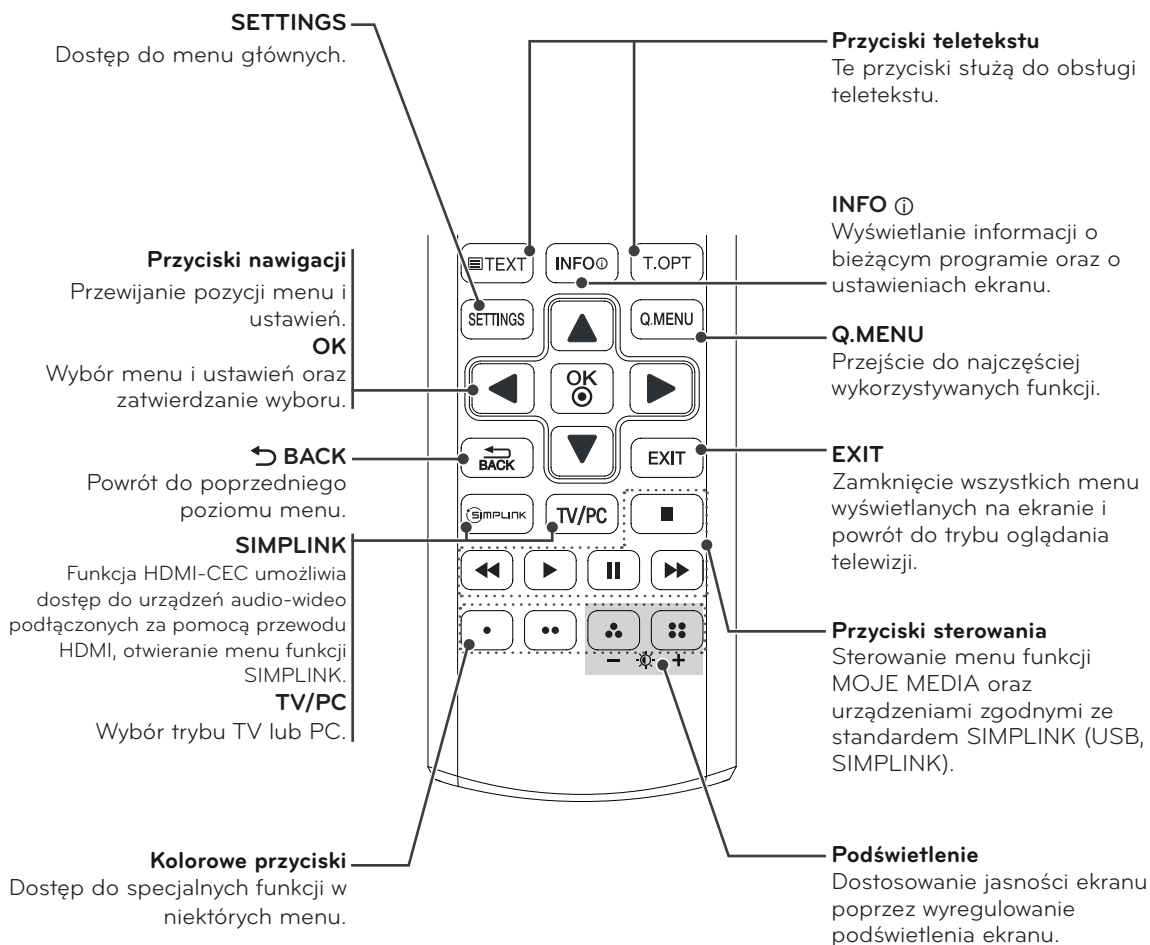 SETTINGS
Dostęp do menu głównych.
Przyciski nawigacji
Przewijanie pozycji menu i
ustawień.
OK
Wybór menu i ustawień oraz
zatwierdzanie wyboru.
BACK
Powrót do poprzedniego
poziomu menu.
SIMPLINK
Funkcja HDMI-CEC umożliwia
dostęp do urządzeń audio-wideo
podłączonych za pomocą przewodu
HDMI, otwieranie menu funkcji
SIMPLINK.
TV/PC
Wybór trybu TV lub PC.
Kolorowe przyciski
Dostęp do specjalnych funkcji w
niektórych menu.
TEXT INFO T.OPT
SETTINGS Q.MENU
OK
BACK EXIT
SIMPLINK TV/PC
− +
Przyciski teletekstu
Te przyciski służą do obsługi
teletekstu.
INFO
Wyświetlanie informacji o
bieżącym programie oraz o
ustawieniach ekranu.
Q.MENU
Przejście do najczęściej
wykorzystywanych funkcji.
EXIT
Zamknięcie wszystkich menu
wyświetlanych na ekranie i
powrót do trybu oglądania
telewizji.
Przyciski sterowania
Sterowanie menu funkcji
MOJE MEDIA oraz
urządzeniami zgodnymi ze
standardem SIMPLINK (USB,
SIMPLINK).
Podświetlenie
Dostosowanie jasności ekranu
poprzez wyregulowanie
podświetlenia ekranu.